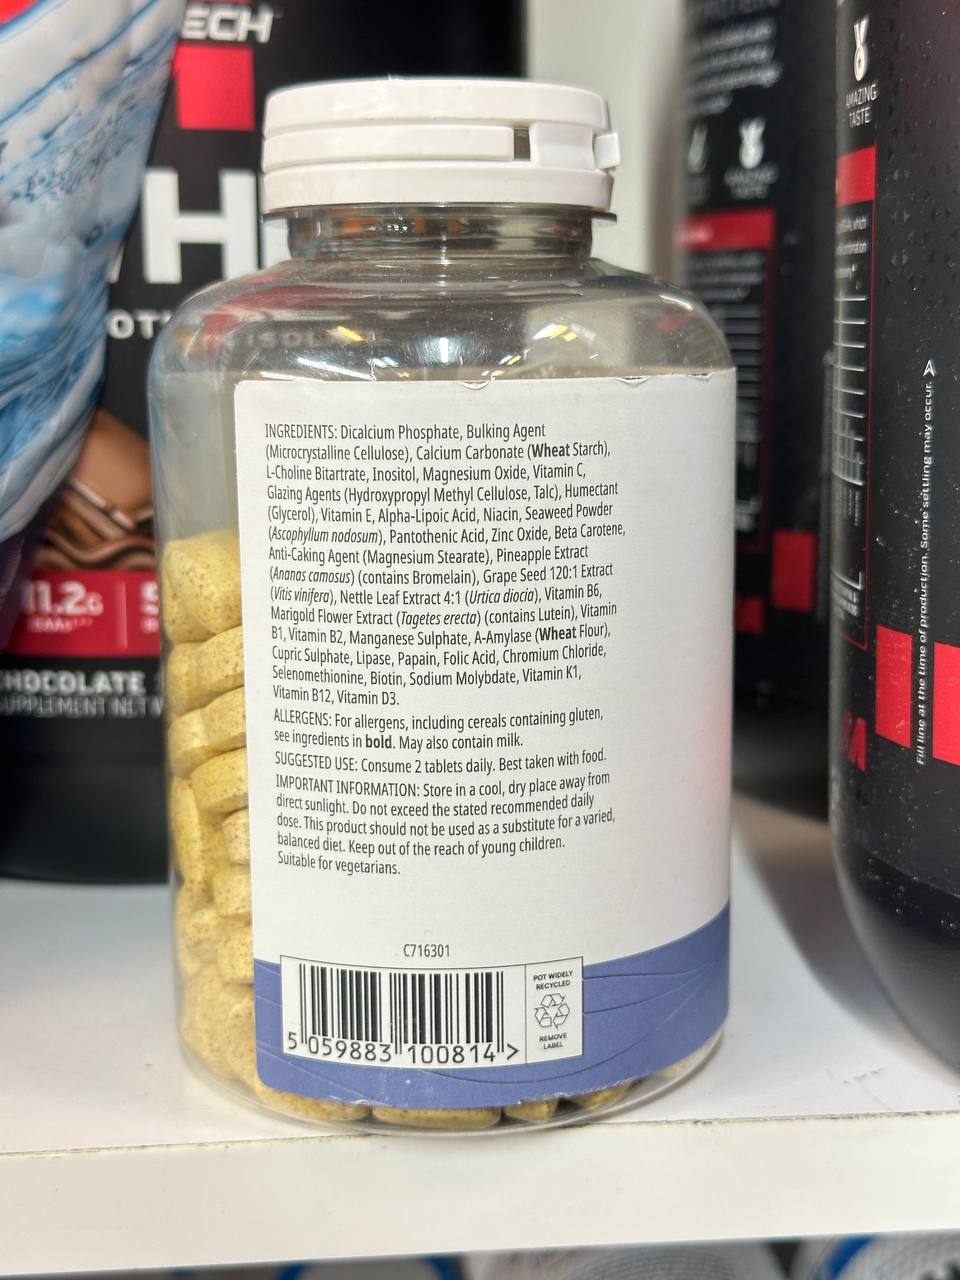 ECH
H
OT
ISOL
11.2G
CHOCOLATE
SUPPLEMENT NET W
INGREDIENTS: Dicalcium Phosphate, Bulking Agent
(Microcrystalline Cellulose), Calcium Carbonate (Wheat Starch),
L-Choline Bitartrate, Inositol, Magnesium Oxide, Vitamin C,
Glazing Agents (Hydroxypropyl Methyl Cellulose, Talc), Humectant
(Glycerol), Vitamin E, Alpha-Lipoic Acid, Niacin, Seaweed Powder
(Ascophyllum nodosum), Pantothenic Acid, Zinc Oxide, Beta Carotene,
Anti-Caking Agent (Magnesium Stearate), Pineapple Extract
(Ananas camosus) (contains Bromelain), Grape Seed 120:1 Extract
(Vitis vinifera), Nettle Leaf Extract 4:1 (Urtica diocia), Vitamin B6,
Marigold Flower Extract (Tagetes erecta) (contains Lutein), Vitamin
B1, Vitamin B2, Manganese Sulphate, A-Amylase (Wheat Flour),
Cupric Sulphate, Lipase, Papain, Folic Acid, Chromium Chloride,
Selenomethionine, Biotin, Sodium Molybdate, Vitamin K1,
Vitamin B12, Vitamin D3.
ALLERGENS: For allergens, including cereals containing gluten,
see ingredients in bold. May also contain milk.
SUGGESTED USE: Consume 2 tablets daily. Best taken with food.
IMPORTANT INFORMATION: Store in a cool, dry place away from
direct sunlight. Do not exceed the stated recommended daily
dose. This product should not be used as a substitute for a varied,
balanced diet. Keep out of the reach of young children.
Suitable for vegetarians.
C716301
5 059883 100814 >
POT WIDELY
RECYCLED
REMOVE
LABEL
AMAZING
TASTE
Fill line at the time of production. Some settling may occur.